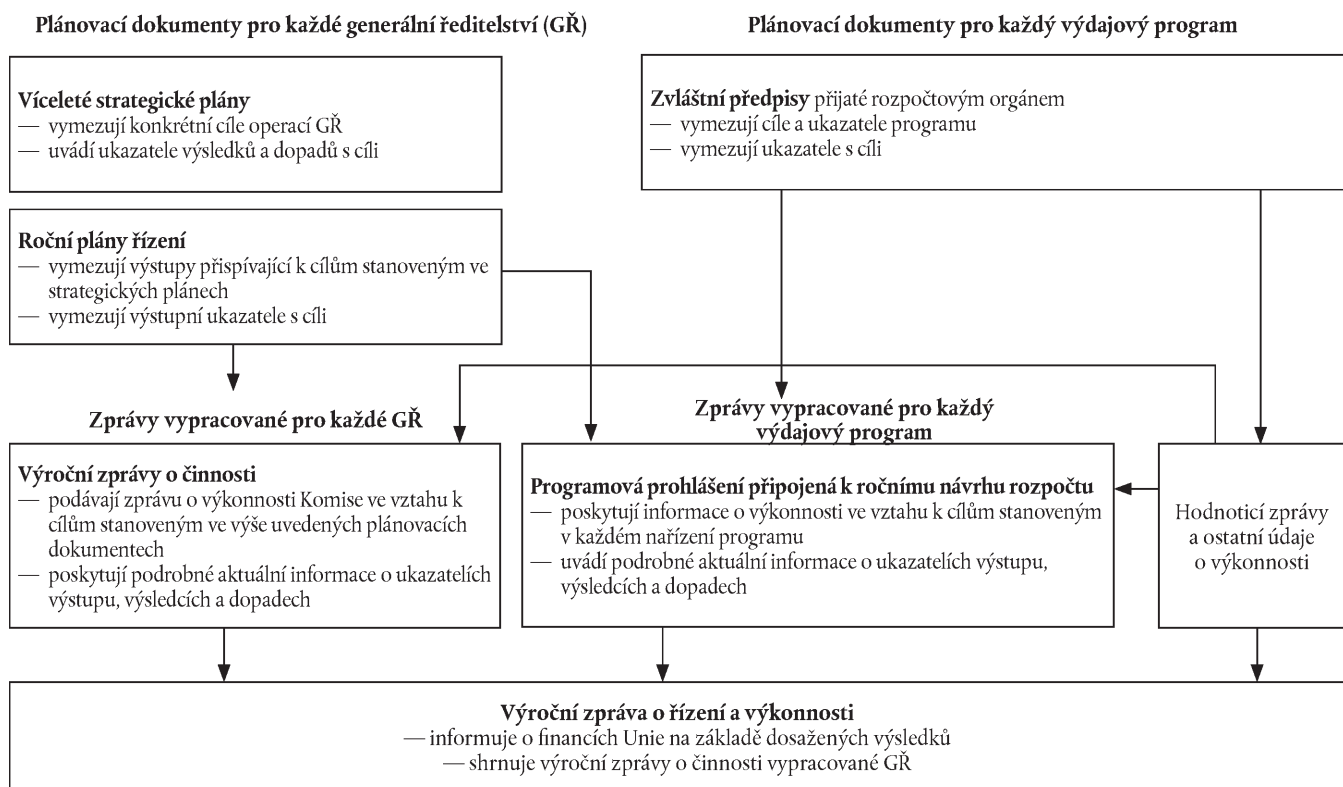 Plánovací dokumenty pro každé generální ředitelství (GŘ)
Víceleté strategické plány
— vymezují konkrétní cíle operací GŘ
— uvádí ukazatele výsledků a dopadů s cíli
Roční plány řízení
— vymezují výstupy přispívající k cílům stanoveným ve
strategických plánech
— vymezují výstupní ukazatele s cíli
Plánovací dokumenty pro každý výdajový program
Zvláštní předpisy přijaté rozpočtovým orgánem
— vymezují cíle a ukazatele programu
— vymezují ukazatele s cíli
Zprávy vypracované pro každé GŘ
Výroční zprávy o činnosti
— podávají zprávu o výkonnosti Komise ve vztahu k
cílům stanoveným ve výše uvedených plánovacích
dokumentech
— poskytují podrobné aktuální informace o ukazatelích
výstupu, výsledcích a dopadech
Zprávy vypracované pro každý
výdajový program
Programová prohlášení připojená k ročnímu návrhu rozpočtu
— poskytují informace o výkonnosti ve vztahu k cílům stanoveným
v každém nařízení programu
— uvádí podrobné aktuální informace o ukazatelích výstupu,
výsledcích a dopadech
Hodnoticí zprávy
a ostatní údaje
o výkonnosti
Výroční zpráva o řízení a výkonnosti
— informuje o financích Unie na základě dosažených výsledků
— shrnuje výroční zprávy o činnosti vypracované GŘ